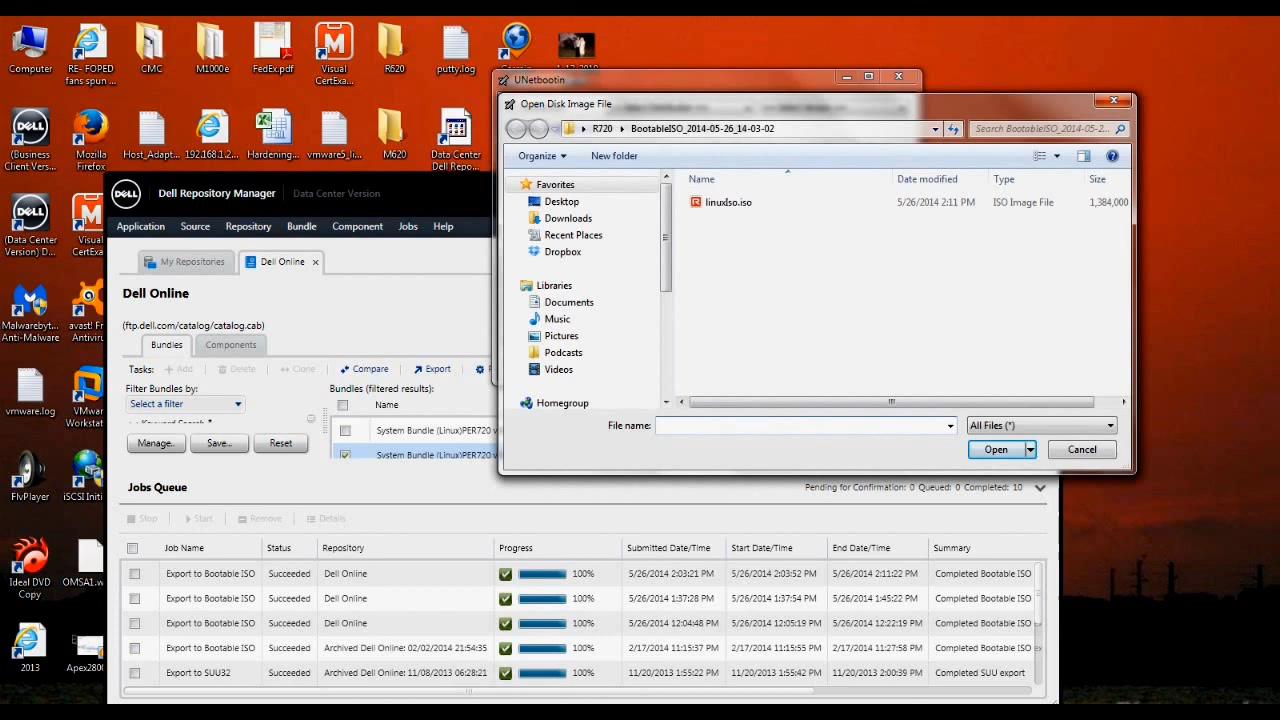 Computer
RE- FOPED fans spun ...
CMC
M1000e
FedEx.pdf
Visual CertExa...
R620
putty.log
(Business Client Vers...
Mozilla Firefox
Host_Adapt...
192.168.1.2...
Hardening...
vmware5_li...
M620
Data Center Dell Repo...
(Data Center Version) D...
Visual CertExa
Malwarebyt... Anti-Malware
avast! Fr Antiviru
vmware.log
VMw Workstat
FlvPlayer
iSCSI Initi
Ideal DVD Copy
OMSA1.w
2013
Apex2800
UNetbootin
Open Disk Image File
R720
BootableISO_2014-05-26_14-03-02
Search BootableISO_2014-05-2...
Organize
New folder
Favorites
Desktop
Downloads
Recent Places
Dropbox
Libraries
Documents
Music
Pictures
Podcasts
Videos
Homegroup
Name
Date modified
Type
Size
linuxIso.iso
5/26/2014 2:11 PM
ISO Image File
1,384,000
File name:
All Files (*)
Open
Cancel
DELL
Dell Repository Manager
Data Center Version
Application
Source
Repository
Bundle
Component
Jobs
Help
My Repositories
Dell Online
Dell Online
(ftp.dell.com/catalog/catalog.cab)
Bundles
Components
Tasks:
Add
Delete
Clone
Compare
Export
Filter Bundles by:
Select a filter
Manage..
Save...
Reset
Bundles (filtered results):
Name
System Bundle (Linux)PER720 v
System Bundle (Linux)PER720 v
Jobs Queue
Pending for Confirmation: 0 Queued: 0 Completed: 10
Stop
Start
Remove
Details
Job Name Status Repository Progress Submitted Date/Time Start Date/Time End Date/Time Summary
Export to Bootable ISO Succeeded Dell Online 100% 5/26/2014 2:03:21 PM 5/26/2014 2:03:52 PM 5/26/2014 2:11:22 PM Completed Bootable ISO
Export to Bootable ISO Succeeded Dell Online 100% 5/26/2014 1:37:28 PM 5/26/2014 1:37:54 PM 5/26/2014 1:45:22 PM Completed Bootable ISO
Export to Bootable ISO Succeeded Dell Online 100% 5/26/2014 12:04:48 PM 5/26/2014 12:05:19 PM 5/26/2014 12:22:19 PM Completed Bootable ISO
Export to Bootable ISO Succeeded Archived Dell Online: 02/02/2014 21:54:35 100% 2/17/2014 11:15:37 PM 2/17/2014 11:15:55 PM 2/17/2014 11:27:58 PM Completed Bootable ISO
Export to SUU32 Succeeded Archived Dell Online: 11/08/2013 06:28:21 100% 11/20/2013 1:55:22 PM 11/20/2013 1:55:42 PM 11/20/2013 2:00:39 PM Completed SUU export